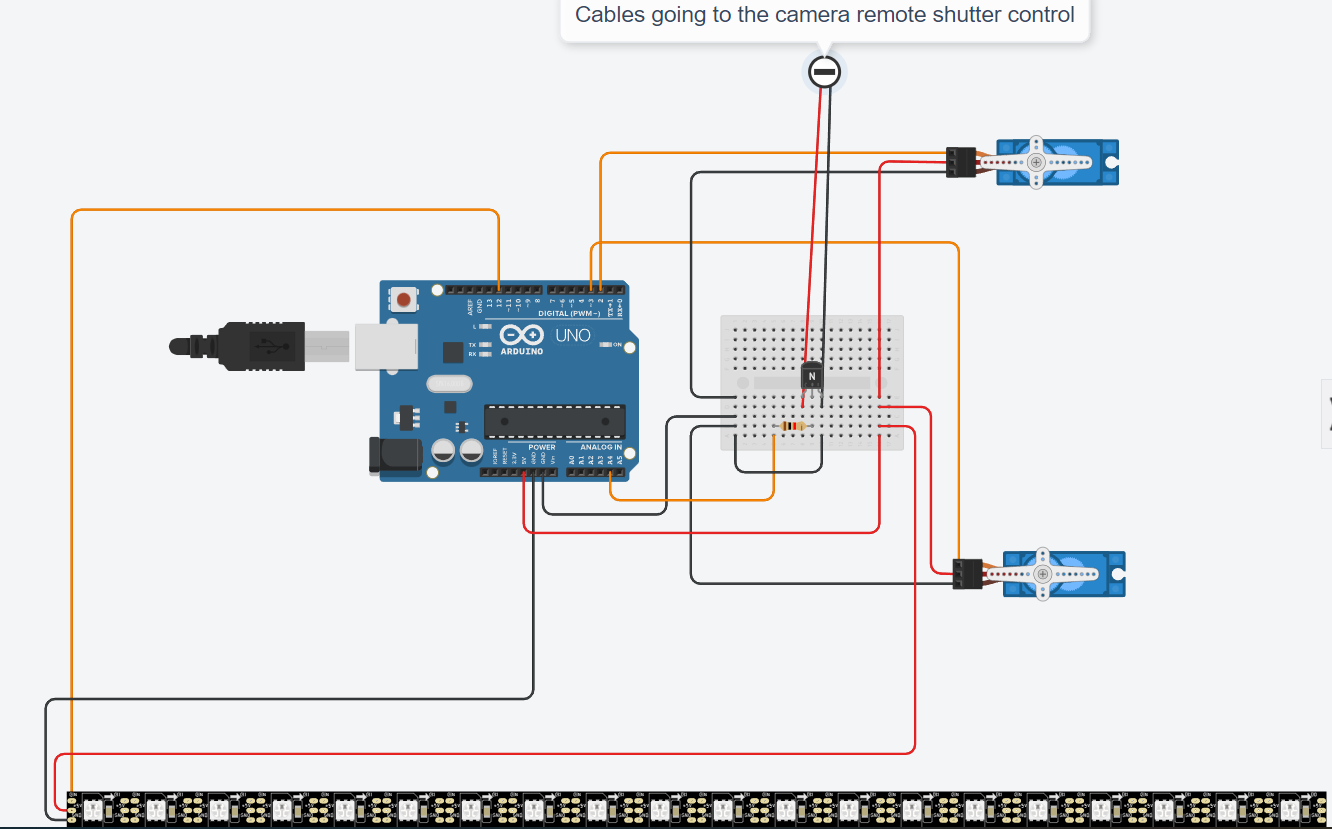 Cables going to the camera remote shutter control
AREF
GND
13
12
~11
~10
~9
8
7
~6
~5
4
~3
2
TX→1
RX←0
DIGITAL (PWM~)
L
TX
RX
ARDUINO
UNO
ON
N
POWER
ANALOG IN
IOREF
RESET
3.3V
5V
GND
GND
Vin
A0
A1
A2
A3
A4
A5